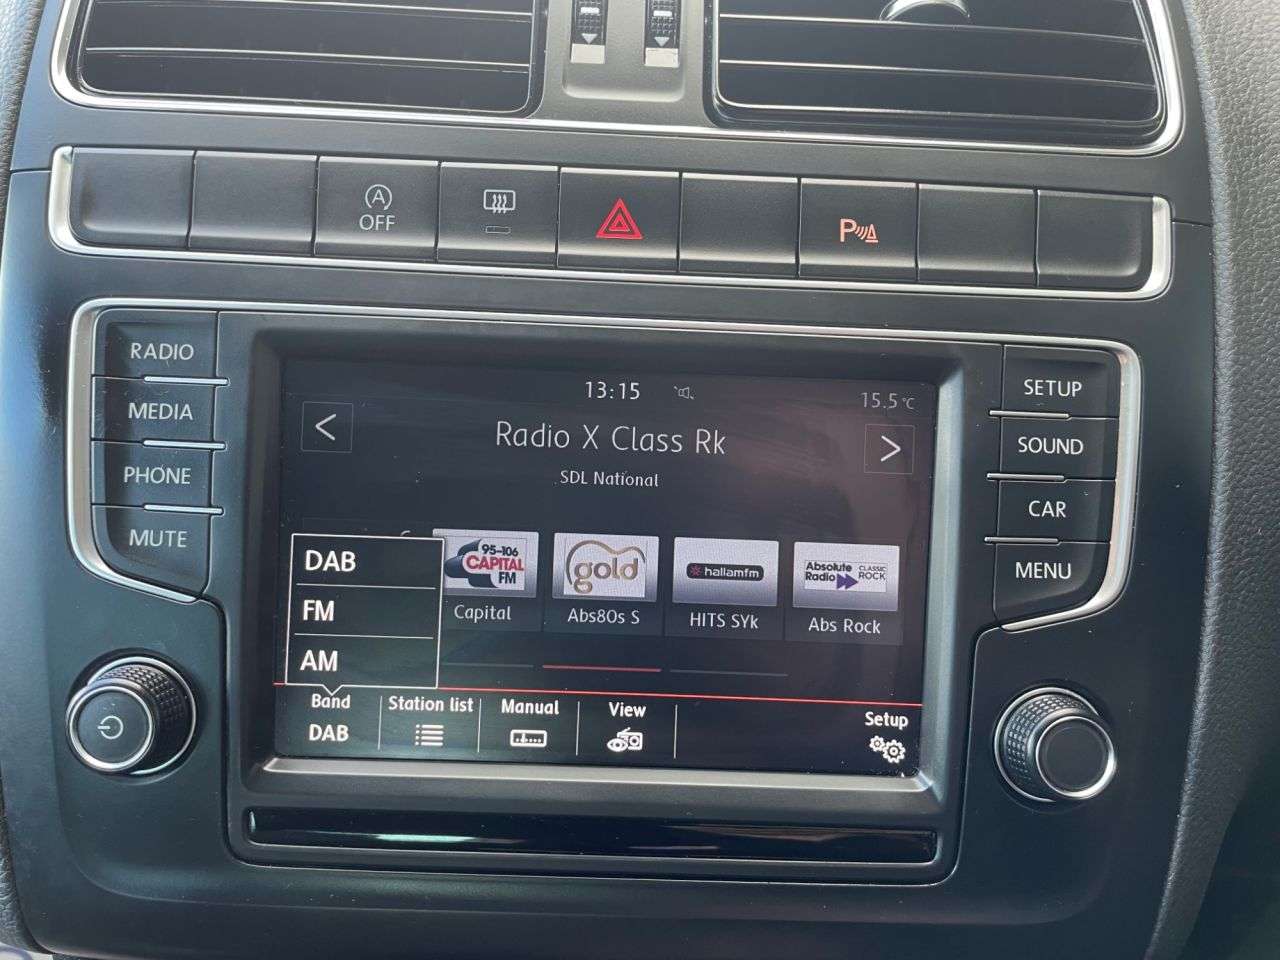 A
OFF
P
RADIO
MEDIA
PHONE
MUTE
SETUP
SOUND
CAR
MENU
13:15
15.5°C
<
Radio X Class Rk
>
SDL National
95-106
CAPITAL
FM
Capital
gold
Abs80s S
hallamfm
HITS SYk
Absolute
Radio
CLASSIC
ROCK
Abs Rock
DAB
FM
AM
Band
DAB
Station list
Manual
View
Setup